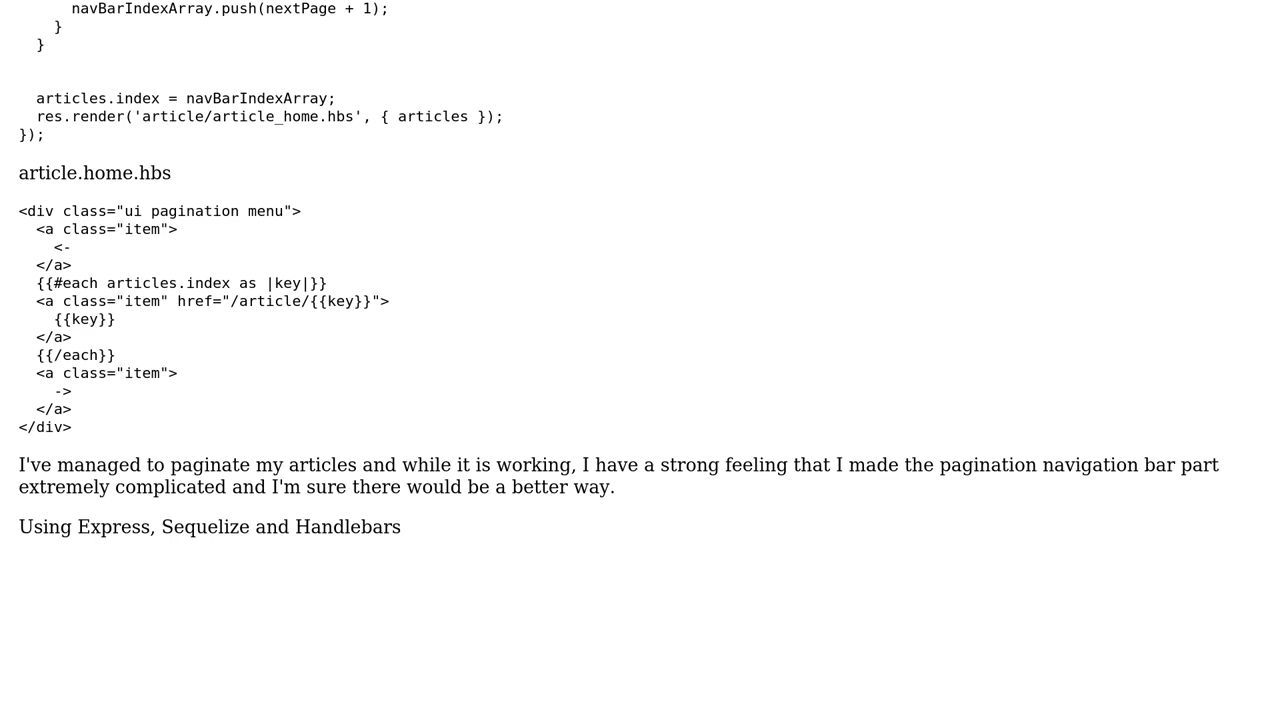 navBarIndexArray.push(nextPage + 1);
    }
  }
  articles.index = navBarIndexArray;
  res.render('article/article_home.hbs', { articles });
});
article.home.hbs
<div class="ui pagination menu">
  <a class="item">
    <-
  </a>
  {{#each articles.index as |key|}}
  <a class="item" href="/article/{{key}}">
    {{key}}
  </a>
  {{/each}}
  <a class="item">
    ->
  </a>
</div>
I've managed to paginate my articles and while it is working, I have a strong feeling that I made the pagination navigation bar part
extremely complicated and I'm sure there would be a better way.
Using Express, Sequelize and Handlebars